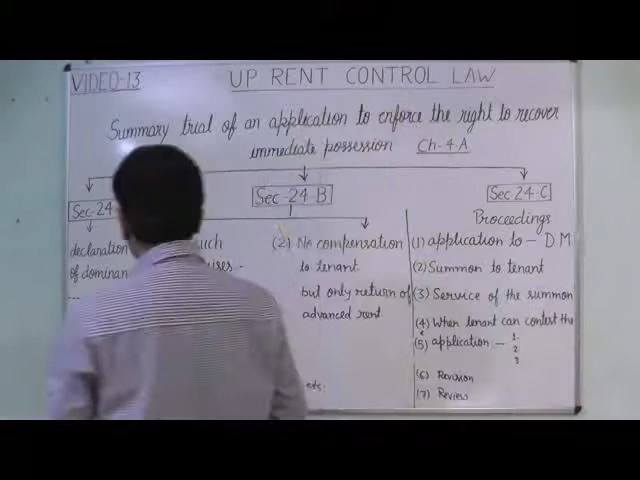 VIDEO-13 UP RENT CONTROL LAW
Summary trial of an application to enforce the right to recover
immediate possession Ch-4-A
Sec-24 Sec-24-B Sec-24-C
Proceedings
declaration such (2) No compensation (1) application to - DM
of dominan to tenant. (2) Summon to tenant
but only return of (3) Service of the summon
advanced rent. (4) When tenant can contest the
(5) application - 1.
2.
3
(6) Revision
etc. (7) Review